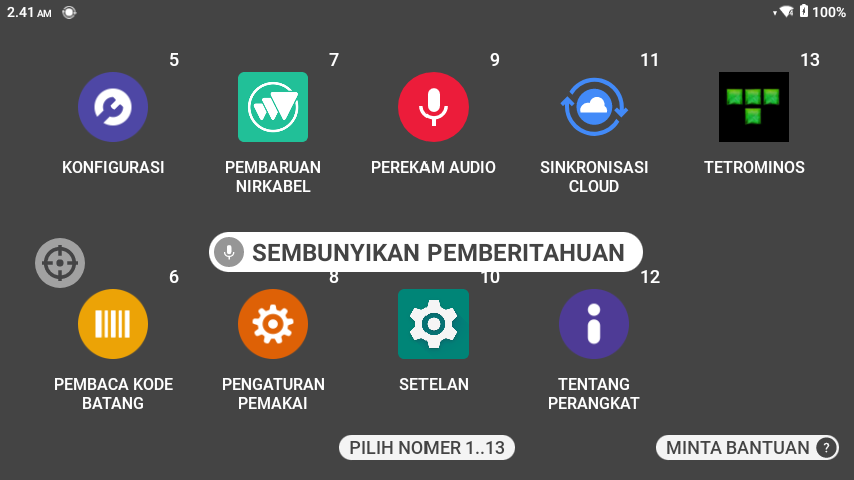 2.41 AM
100%
5
7
9
11
13
KONFIGURASI
PEMBARUAN
NIRKABEL
PEREKAM AUDIO
SINKRONISASI
CLOUD
TETROMINOS
SEMBUNYIKAN PEMBERITAHUAN
6
8
10
12
PEMBACA KODE
BATANG
PENGATURAN
PEMAKAI
SETELAN
TENTANG
PERANGKAT
PILIH NOMER 1..13
MINTA BANTUAN ?